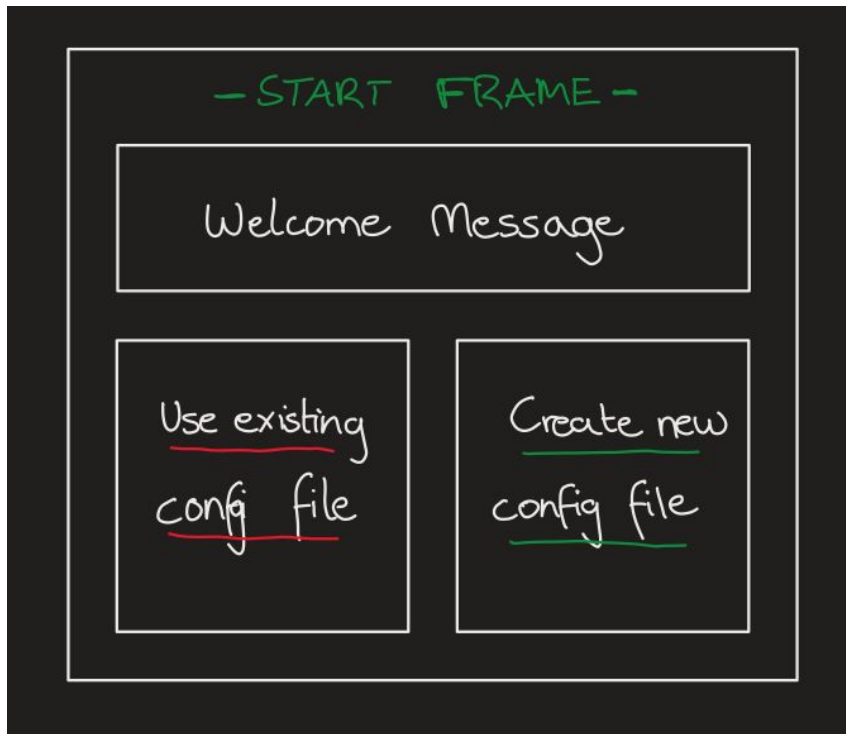 - START FRAME -
Welcome Message
Use existing
config file
Create new
config file